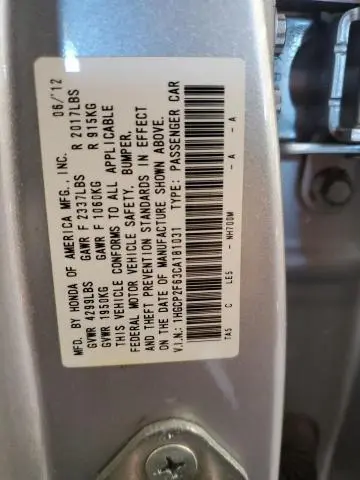 MFD. BY HONDA OF AMERICA MFG., INC. 06/'12
GVWR 4299LBS GAWR F 2337LBS R 2017LBS
GVWR 1950KG GAWR F 1060KG R 915KG
THIS VEHICLE CONFORMS TO ALL APPLICABLE
FEDERAL MOTOR VEHICLE SAFETY, BUMPER,
AND THEFT PREVENTION STANDARDS IN EFFECT
ON THE DATE OF MANUFACTURE SHOWN ABOVE.
V.I.N.: 1HGCP2F63CA181031 TYPE: PASSENGER CAR
TA5 C LE5 - NH700M - A - A